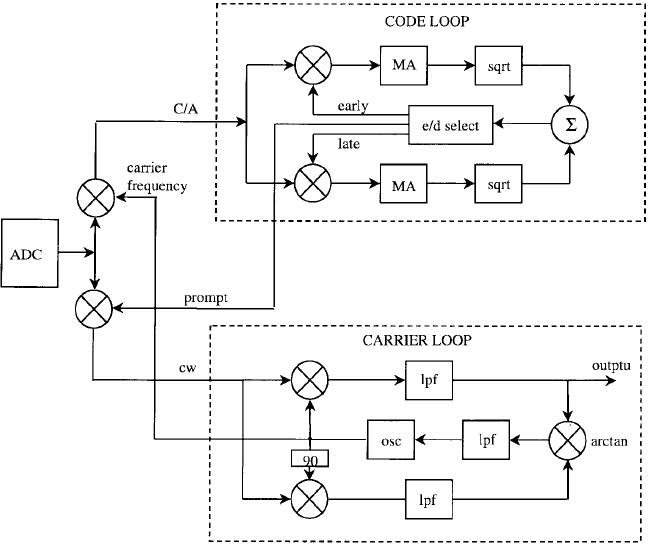 CODE LOOP
MA
sqrt
C/A
early
e/d select
Σ
late
carrier
frequency
MA
sqrt
ADC
prompt
CARRIER LOOP
cw
lpf
outptu
osc
lpf
arctan
90
lpf